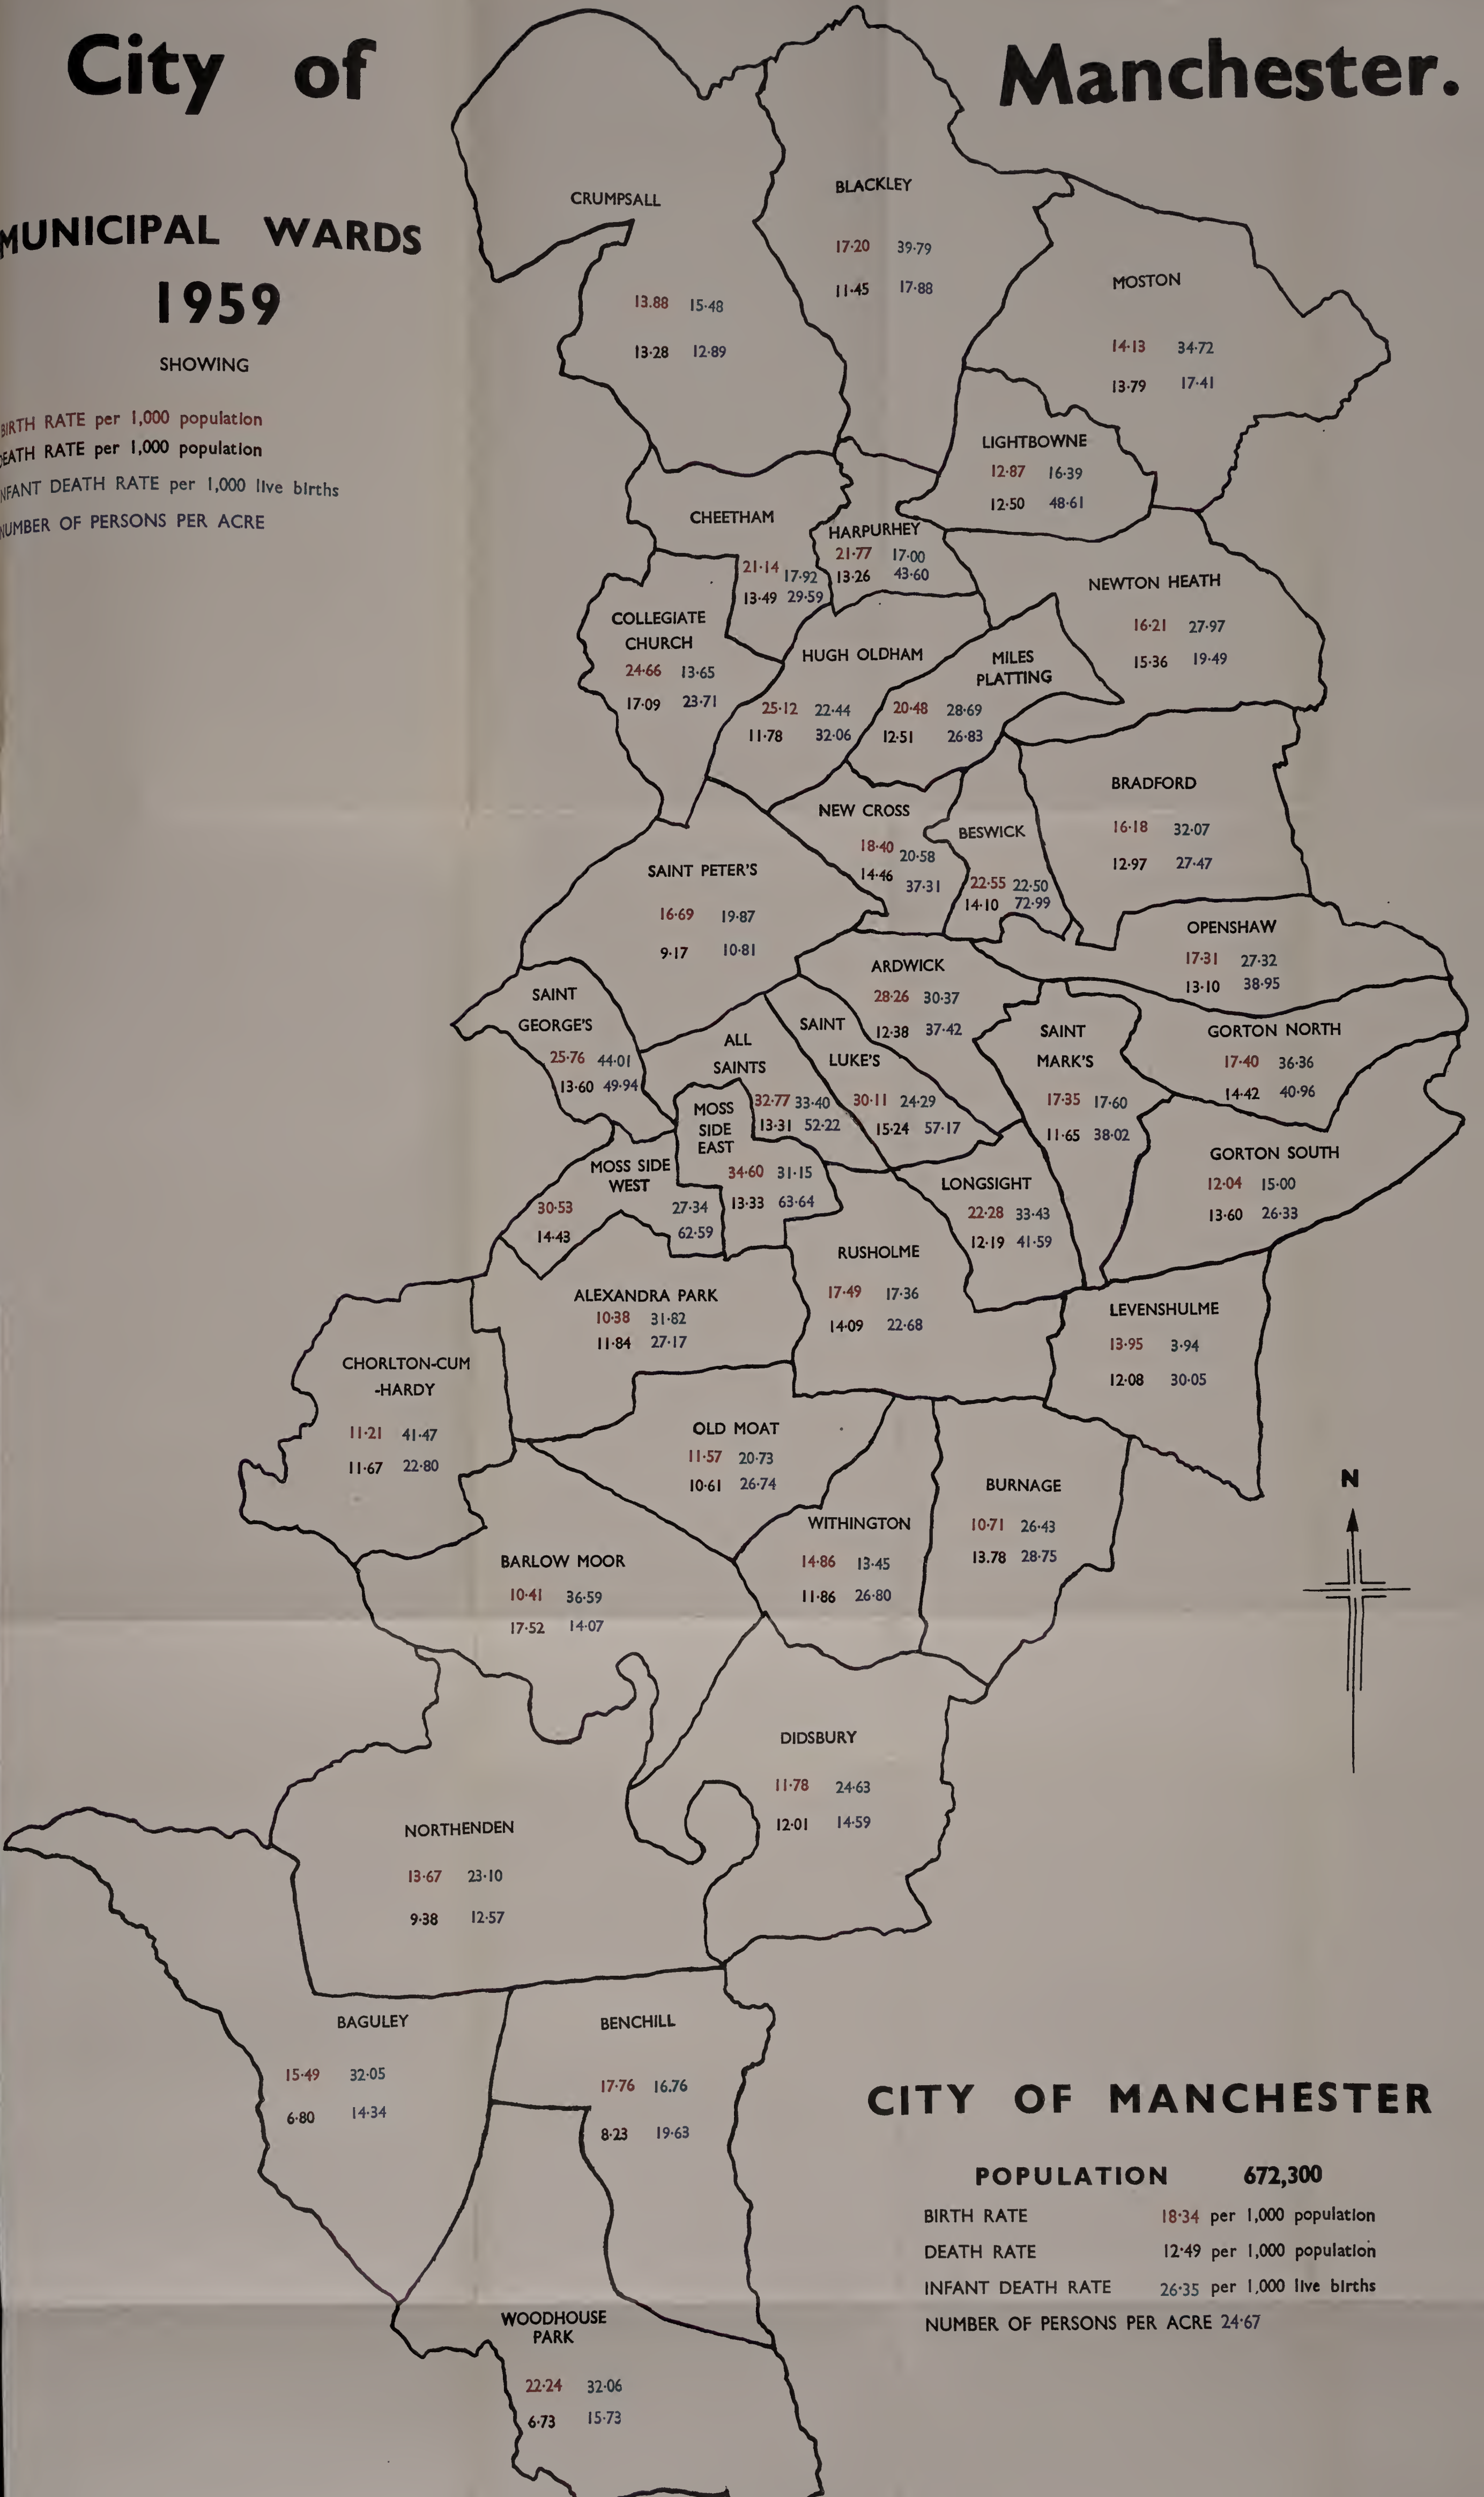 City of Manchester.
MUNICIPAL WARDS
1959
SHOWING
BIRTH RATE per 1,000 population
DEATH RATE per 1,000 population
INFANT DEATH RATE per 1,000 live births
NUMBER OF PERSONS PER ACRE
CRUMPSALL
13.88 15·48
13·28 12·89
BLACKLEY
17·20 39·79
11·45 17·88
MOSTON
14·13 34·72
13·79 17·41
LIGHTBOWNE
12·87 16·39
12·50 48·61
CHEETHAM
21·14 17·92
13·49 29·59
HARPURHEY
21·77 17·00
13·26 43·60
NEWTON HEATH
16·21 27·97
15·36 19·49
COLLEGIATE
CHURCH
24·66 13·65
17·09 23·71
HUGH OLDHAM
25·12 22·44
11·78 32·06
MILES
PLATTING
20·48 28·69
12·51 26·83
BRADFORD
16·18 32·07
12·97 27·47
NEW CROSS
18·40 20·58
14·46 37·31
BESWICK
22·55 22·50
14·10 72·99
SAINT PETER'S
16·69 19·87
9·17 10·81
OPENSHAW
17·31 27·32
13·10 38·95
ARDWICK
28·26 30·37
12·38 37·42
SAINT
GEORGE'S
25·76 44·01
13·60 49·94
ALL
SAINTS
32·77 33·40
13·31 52·22
SAINT
LUKE'S
30·11 24·29
15·24 57·17
SAINT
MARK'S
17·35 17·60
11·65 38·02
GORTON NORTH
17·40 36·36
14·42 40·96
GORTON SOUTH
12·04 15·00
13·60 26·33
MOSS
SIDE
EAST
34·60 31·15
13·33 63·64
MOSS SIDE
WEST
30·53 27·34
14·43 62·59
LONGSIGHT
22·28 33·43
12·19 41·59
RUSHOLME
17·49 17·36
14·09 22·68
ALEXANDRA PARK
10·38 31·82
11·84 27·17
LEVENSHULME
13·95 3·94
12·08 30·05
CHORLTON-CUM
-HARDY
11·21 41·47
11·67 22·80
OLD MOAT
11·57 20·73
10·61 26·74
BURNAGE
10·71 26·43
13.78 28·75
N
WITHINGTON
14·86 13·45
11·86 26·80
BARLOW MOOR
10·41 36·59
17·52 14·07
DIDSBURY
11·78 24·63
12·01 14·59
NORTHENDEN
13·67 23·10
9·38 12·57
BAGULEY
15·49 32·05
6·80 14·34
BENCHILL
17·76 16.76
8·23 19·63
WOODHOUSE
PARK
22·24 32·06
6·73 15·73
CITY OF MANCHESTER
POPULATION 672,300
BIRTH RATE 18·34 per 1,000 population
DEATH RATE 12·49 per 1,000 population
INFANT DEATH RATE 26·35 per 1,000 live births
NUMBER OF PERSONS PER ACRE 24·67